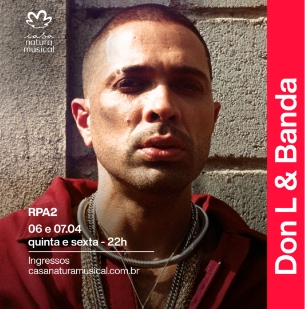 casa
natura
musical
RPA2
06 e 07.04
quinta e sexta - 22h
Ingressos
casanaturamusical.com.br
Don L & Banda